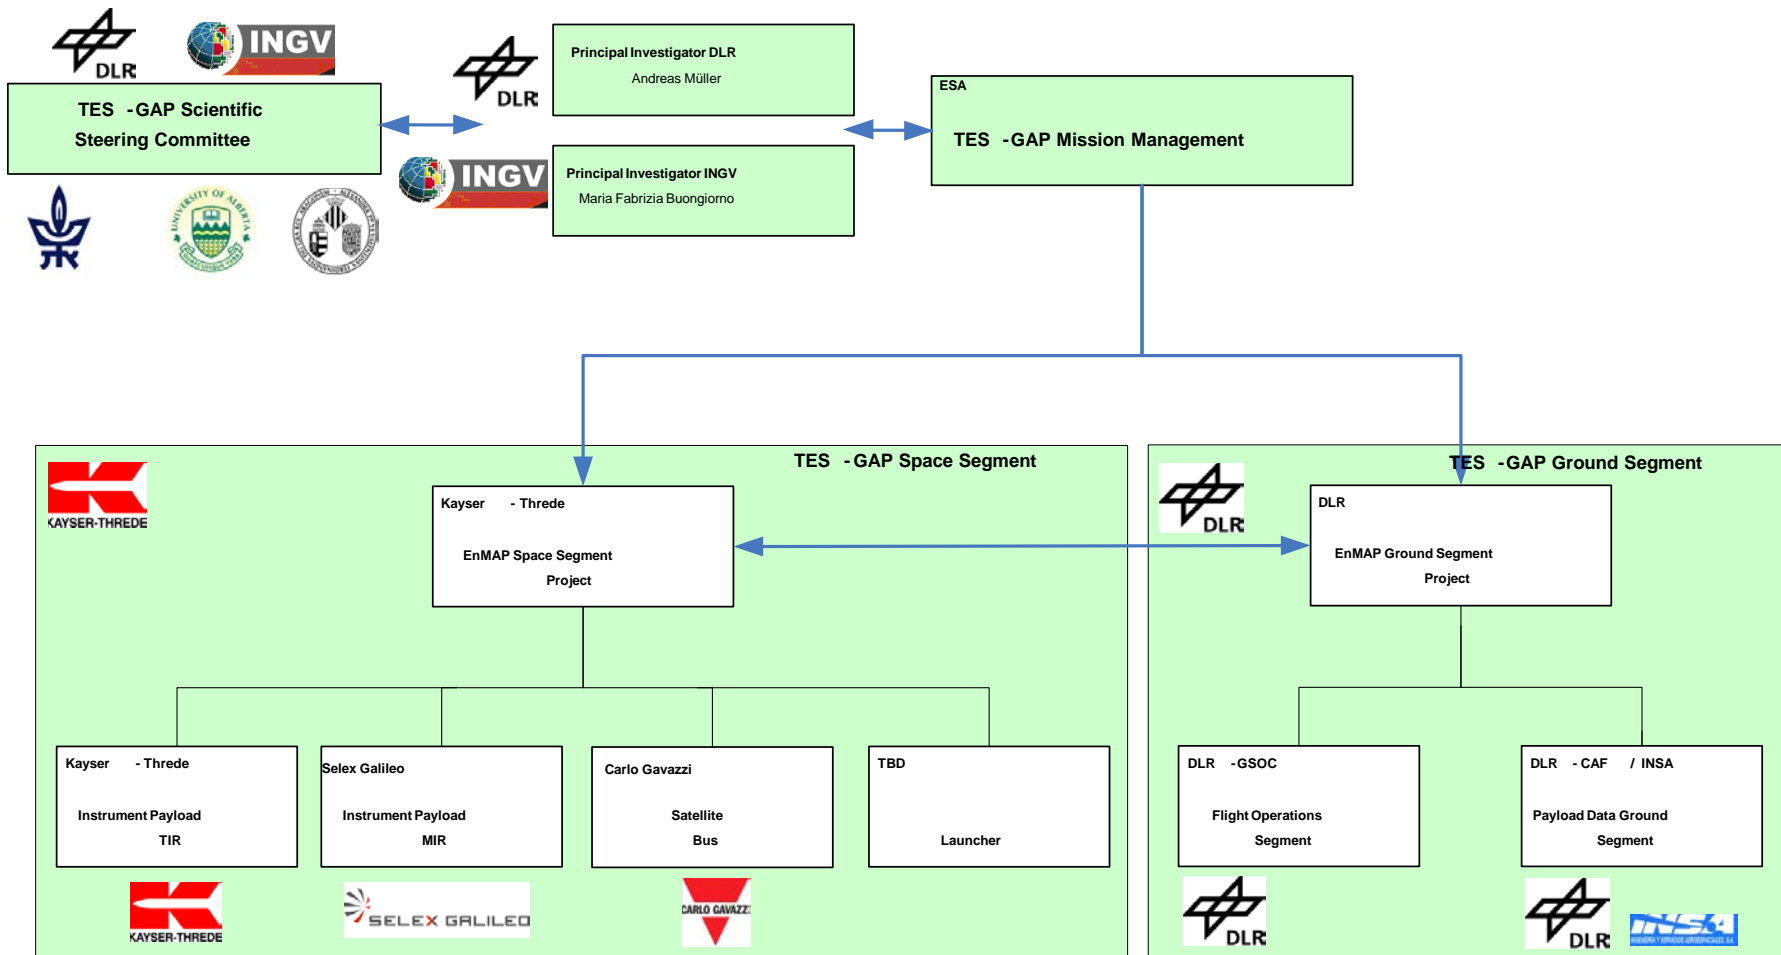 DLR
INGV
TES -GAP Scientific
Steering Committee
UNIVERSITY OF ALBERTA
DLR
INGV
Principal Investigator DLR
Andreas Müller
Principal Investigator INGV
Maria Fabrizia Buongiorno
ESA
TES -GAP Mission Management
TES -GAP Space Segment
KAYSER-THREDE
Kayser - Threde
EnMAP Space Segment
Project
Kayser - Threde
Instrument Payload
TIR
KAYSER-THREDE
Selex Galileo
Instrument Payload
MIR
SELEX GALILEO
Carlo Gavazzi
Satellite
Bus
CARLO GAVAZZI
TBD
Launcher
TES -GAP Ground Segment
DLR
DLR
EnMAP Ground Segment
Project
DLR -GSOC
Flight Operations
Segment
DLR
DLR - CAF / INSA
Payload Data Ground
Segment
DLR
INSA